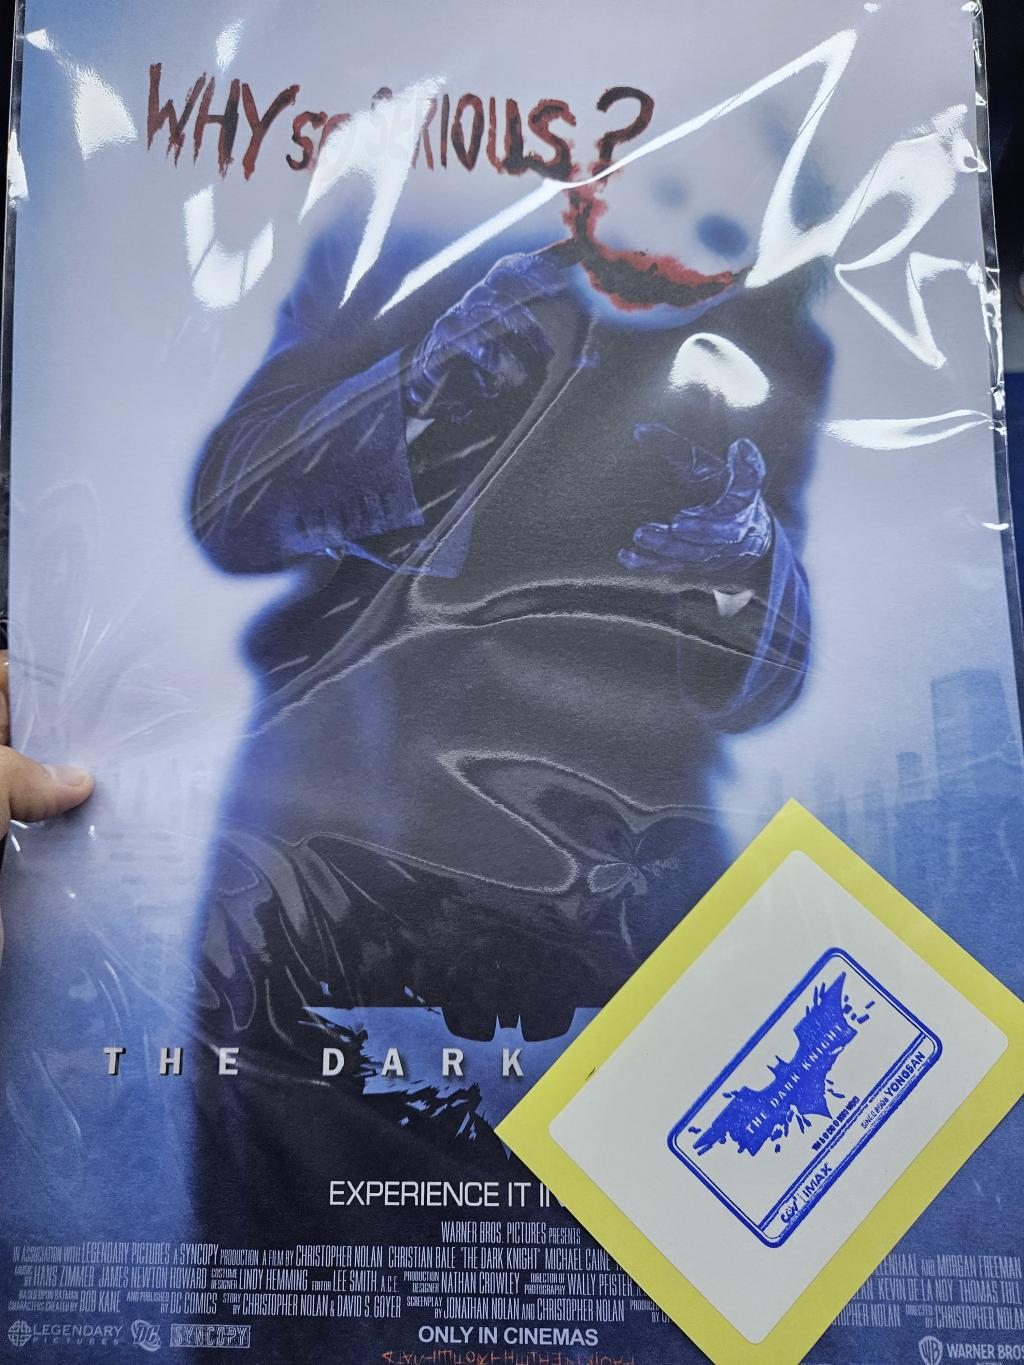 WHY SO SERIOUS?
THE DARK
EXPERIENCE IT IN
WARNER BROS. PICTURES PRESENTS
IN ASSOCIATION WITH LEGENDARY PICTURES A SYNCOPY PRODUCTION A FILM BY CHRISTOPHER NOLAN CHRISTIAN BALE "THE DARK KNIGHT" MICHAEL CAINE AND MORGAN FREEMAN
MUSIC BY HANS ZIMMER JAMES NEWTON HOWARD COSTUME DESIGNER LINDY HEMMING EDITOR LEE SMITH A.C.E. PRODUCTION DESIGNER NATHAN CROWLEY DIRECTOR OF PHOTOGRAPHY WALLY PFISTER KEVIN DE LA NOY THOMAS TULL
BASED UPON BATMAN CHARACTERS CREATED BY BOB KANE AND PUBLISHED BY DC COMICS STORY BY CHRISTOPHER NOLAN & DAVID S. GOYER SCREENPLAY BY JONATHAN NOLAN AND CHRISTOPHER NOLAN PRODUCED CHRISTOPHER NOLAN DIRECTED BY CHRISTOPHER NOLAN
LEGENDARY PICTURES DC SYNCOPY ONLY IN CINEMAS WB WARNER BROS
THE DARK KNIGHT
CGV IMAX
YONGSAN